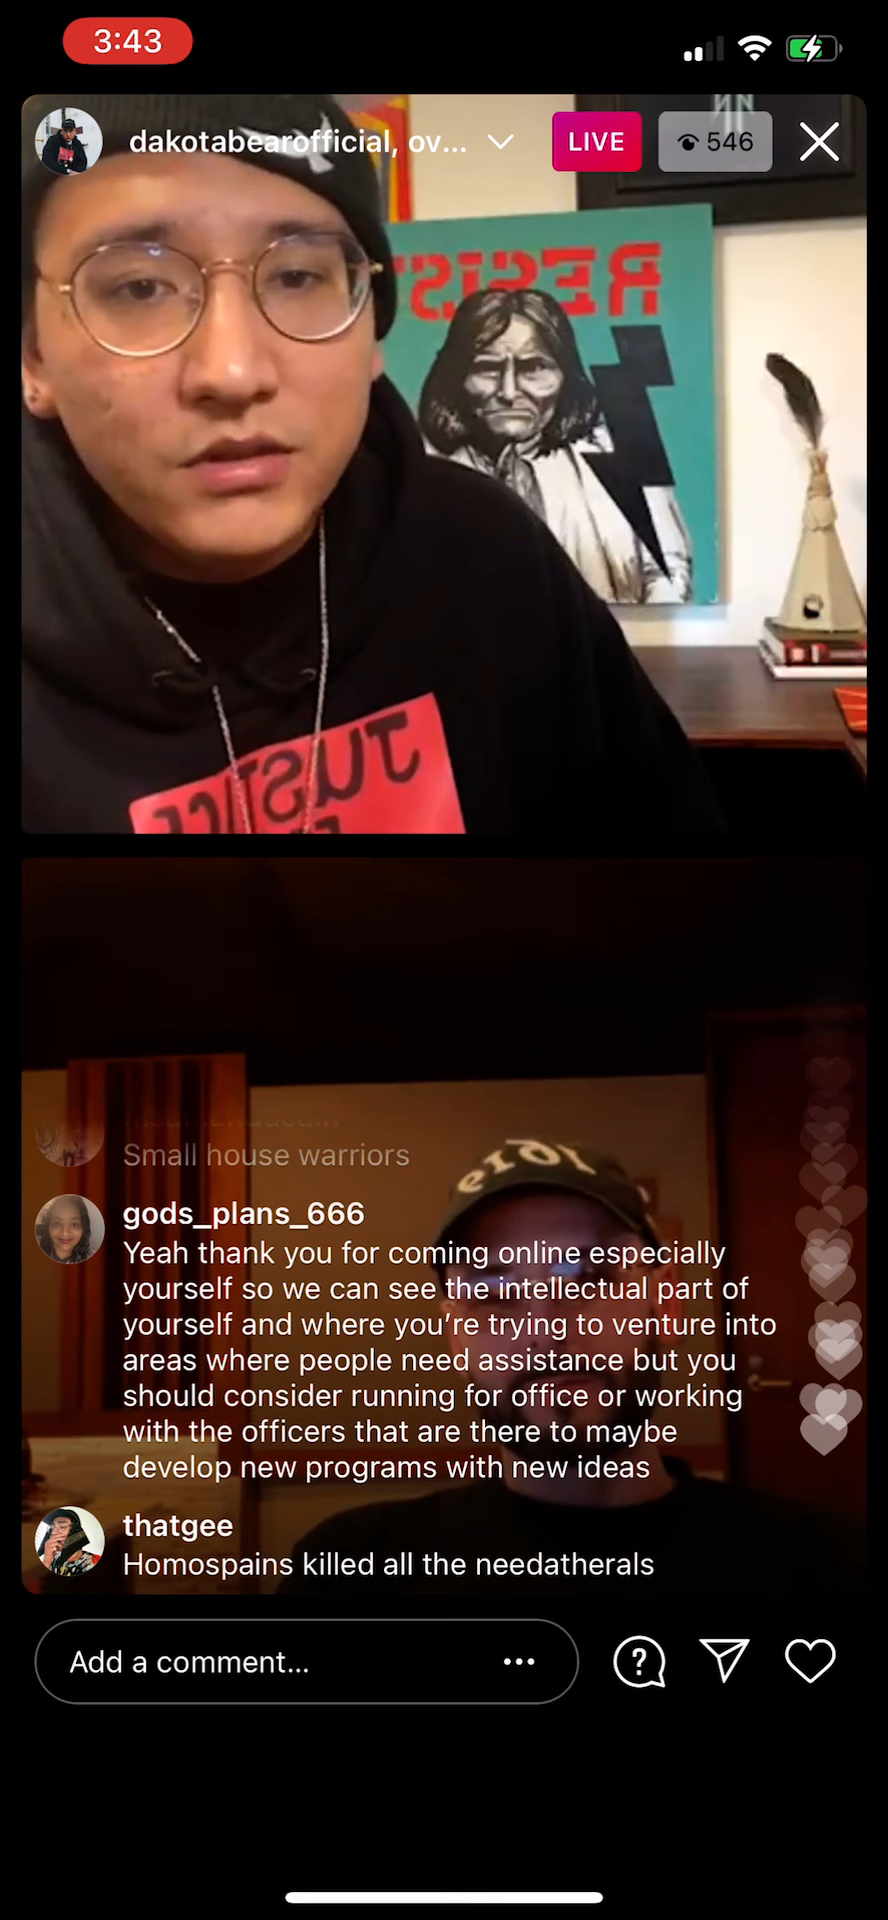 3:43
dakotabearofficial, ov...
LIVE
546
RESIST
JUSTICE
Small house warriors
gods_plans_666
Yeah thank you for coming online especially
yourself so we can see the intellectual part of
yourself and where you’re trying to venture into
areas where people need assistance but you
should consider running for office or working
with the officers that are there to maybe
develop new programs with new ideas
thatgee
Homospains killed all the needatherals
Add a comment...